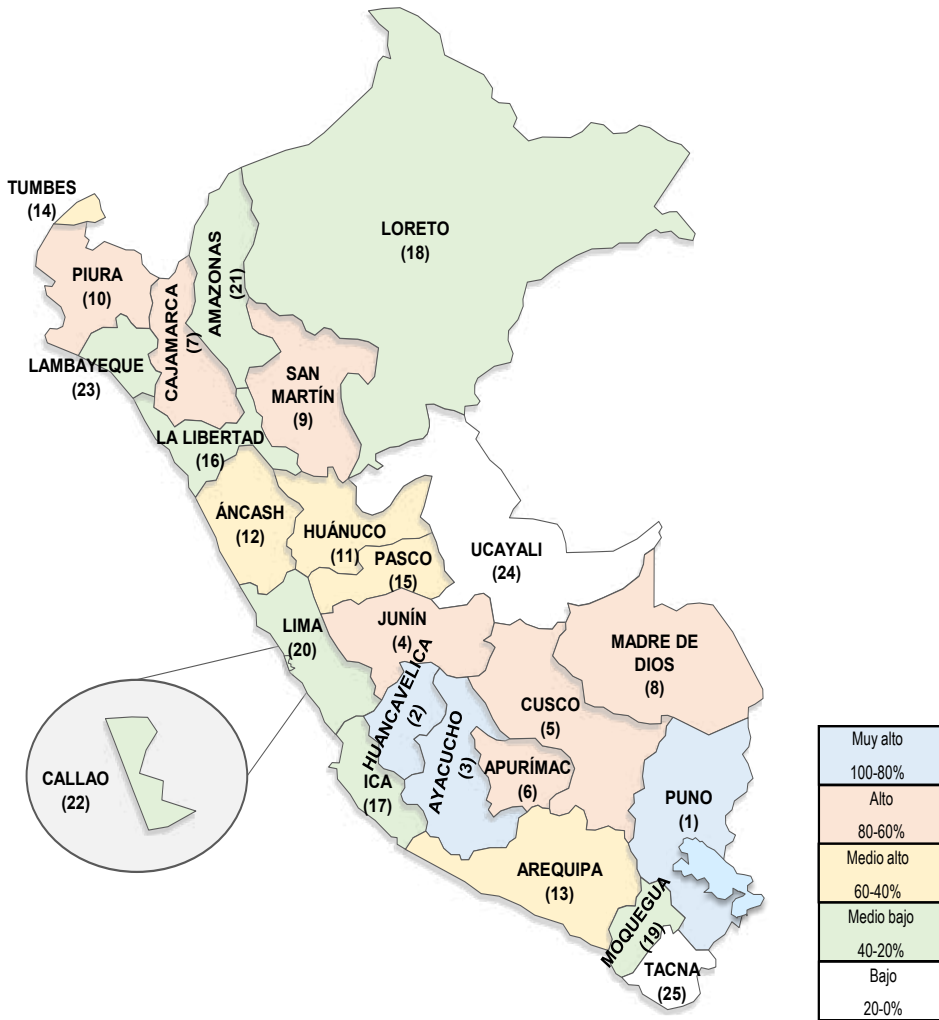 TUMBES
(14)
PIURA
(10)
LAMBAYEQUE
(23)
CAJAMARCA
(7)
AMAZONAS
(21)
LORETO
(18)
SAN
MARTÍN
(9)
LA LIBERTAD
(16)
ÁNCASH
(12)
HUÁNUCO
(11)
PASCO
(15)
UCAYALI
(24)
LIMA
(20)
JUNÍN
(4)
MADRE DE
DIOS
(8)
HUANCAVELICA
(2)
AYACUCHO
(3)
CUSCO
(5)
APURÍMAC
(6)
CALLAO
(22)
ICA
(17)
PUNO
(1)
AREQUIPA
(13)
MOQUEGUA
(19)
TACNA
(25)
Muy alto
100-80%
Alto
80-60%
Medio alto
60-40%
Medio bajo
40-20%
Bajo
20-0%